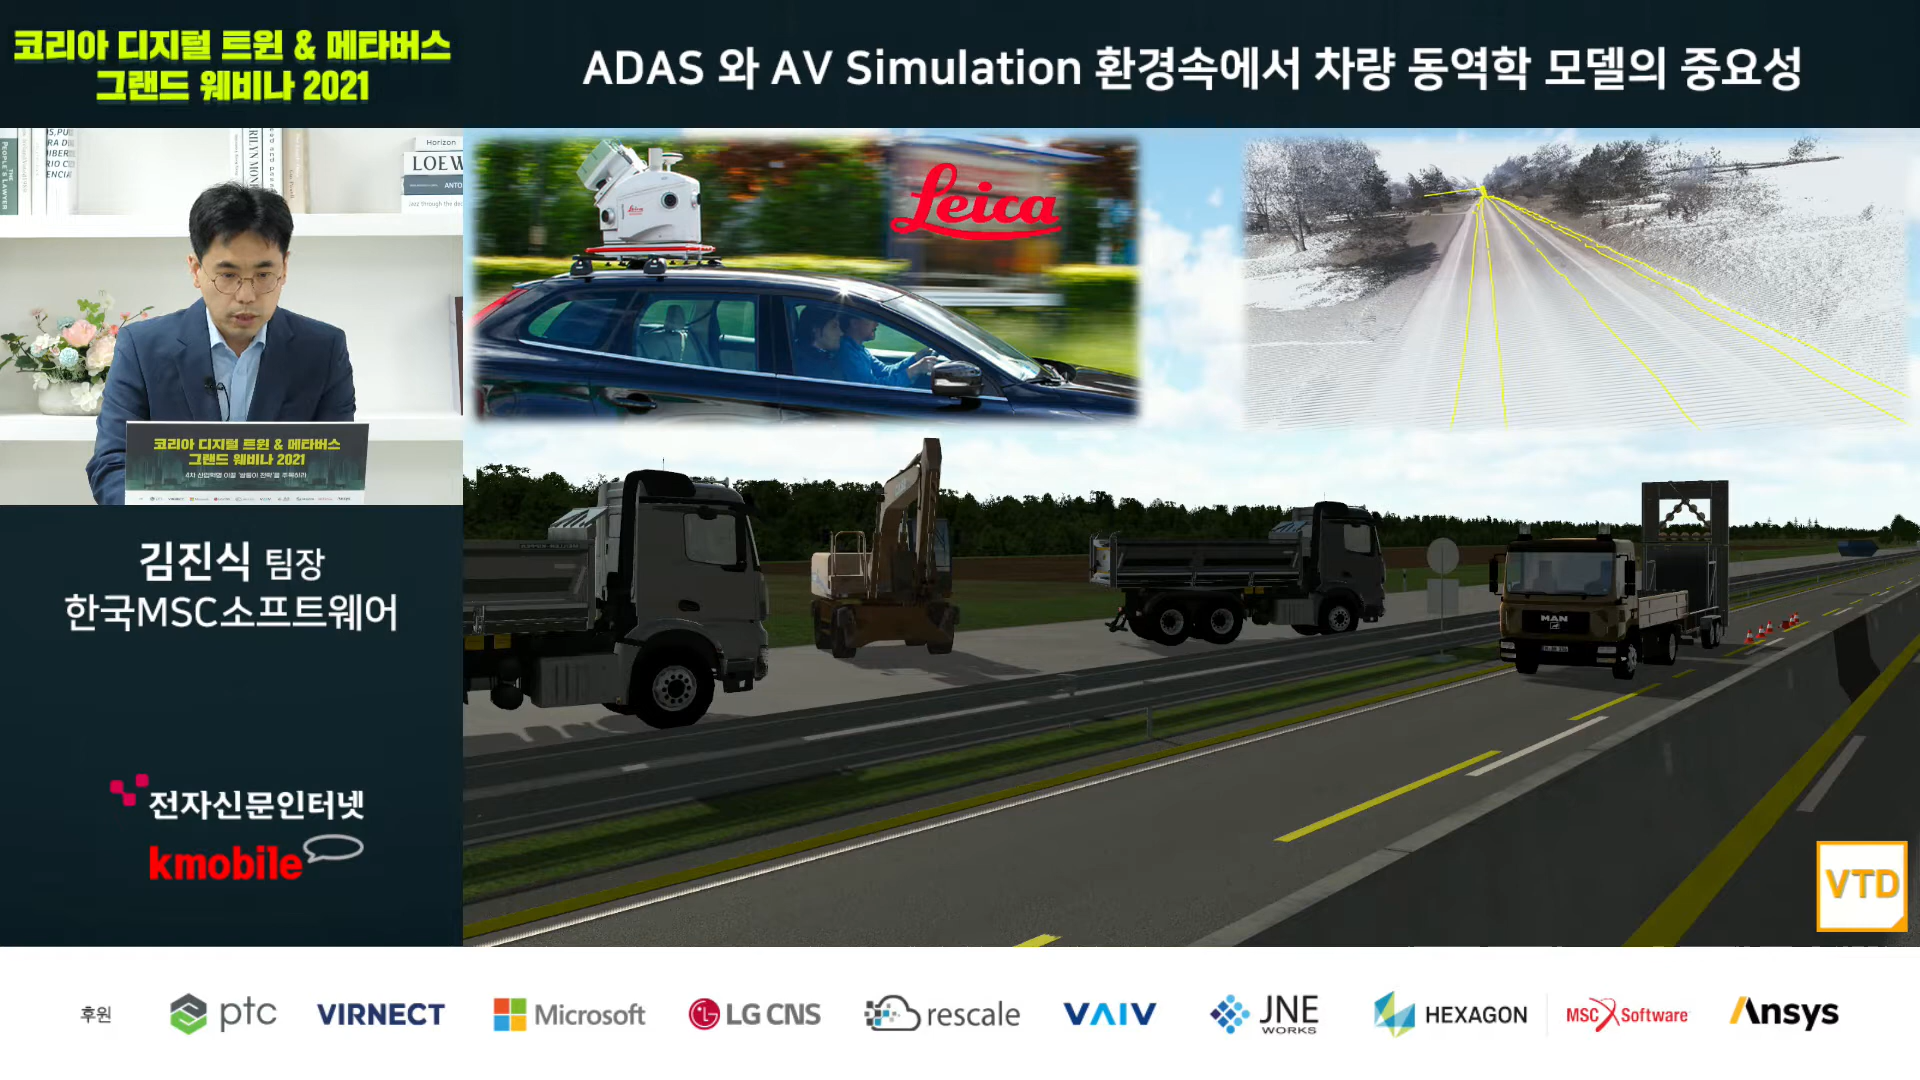 코리아 디지털 트윈 & 메타버스
그랜드 웨비나 2021
ADAS 와 AV Simulation 환경속에서 차량 동역학 모델의 중요성
Horizon
LOEW
ANTO
PEOPLE'S LAWYER
THE
Leica
코리아 디지털 트윈 & 메타버스
그랜드 웨비나 2021
김진식 팀장
한국MSC소프트웨어
MAN
전자신문인터넷
kmobile
VTD
후원
ptc
VIRNECT
Microsoft
LG CNS
rescale
VAIV
JNE
WORKS
HEXAGON
MSC Software
Ansys